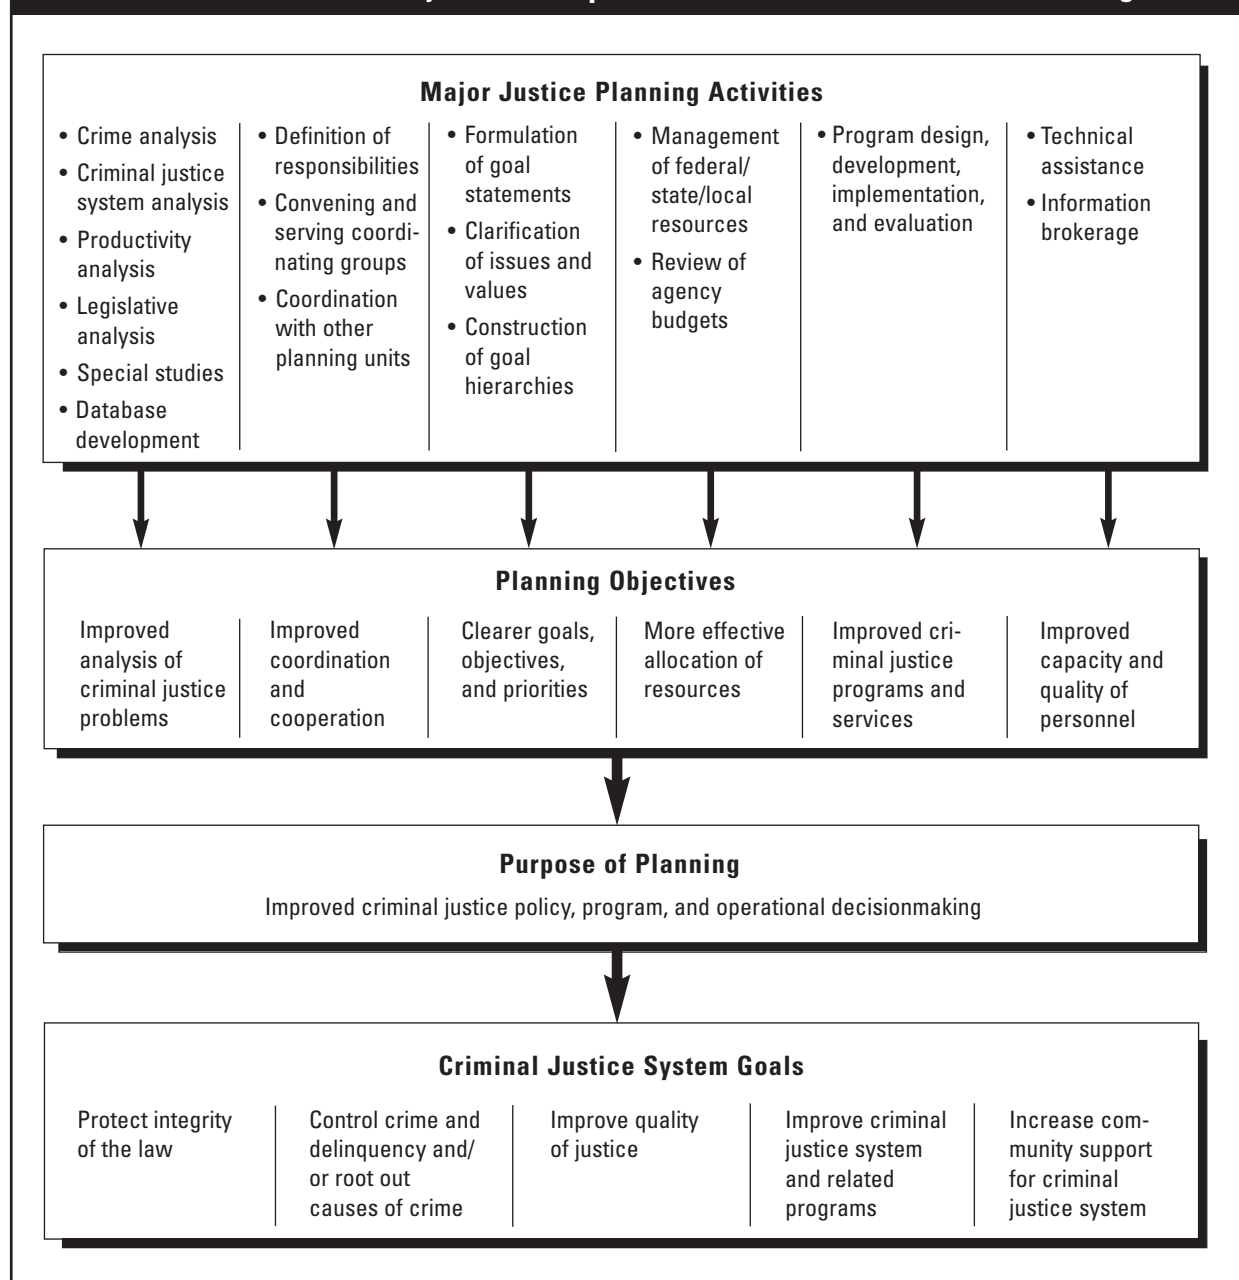 Major Justice Planning Activities
• Crime analysis
• Criminal justice
system analysis
• Productivity
analysis
• Legislative
analysis
• Special studies
• Database
development
• Definition of
responsibilities
• Convening and
serving coordi-
nating groups
• Coordination
with other
planning units
• Formulation
of goal
statements
• Clarification
of issues and
values
• Construction
of goal
hierarchies
• Management
of federal/
state/local
resources
• Review of
agency
budgets
• Program design,
development,
implementation,
and evaluation
• Technical
assistance
• Information
brokerage
Planning Objectives
Improved
analysis of
criminal justice
problems
Improved
coordination
and
cooperation
Clearer goals,
objectives,
and priorities
More effective
allocation of
resources
Improved cri-
minal justice
programs and
services
Improved
capacity and
quality of
personnel
Purpose of Planning
Improved criminal justice policy, program, and operational decisionmaking
Criminal Justice System Goals
Protect integrity
of the law
Control crime and
delinquency and/
or root out
causes of crime
Improve quality
of justice
Improve criminal
justice system
and related
programs
Increase com-
munity support
for criminal
justice system